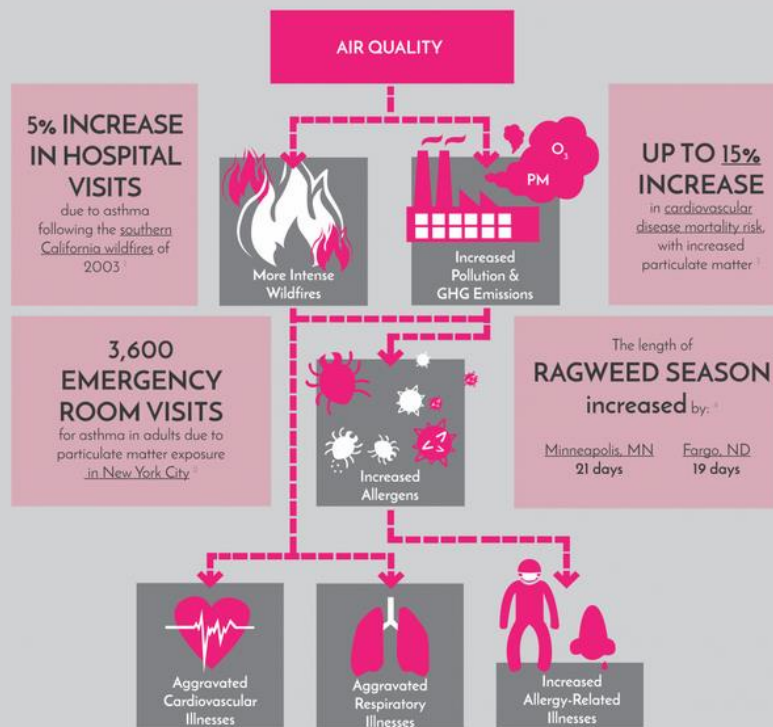 AIR QUALITY
5% INCREASE
IN HOSPITAL
VISITS
due to asthma
following the southern
California wildfires of
2003 ¹
O₃
PM
UP TO 15%
INCREASE
in cardiovascular
disease mortality risk,
with increased
particulate matter ³
More Intense
Wildfires
Increased
Pollution &
GHG Emissions
3,600
EMERGENCY
ROOM VISITS
for asthma in adults due to
particulate matter exposure
in New York City ²
The length of
RAGWEED SEASON
increased by: ⁴
Minneapolis, MN
21 days
Fargo, ND
19 days
Increased
Allergens
Aggravated
Cardiovascular
Illnesses
Aggravated
Respiratory
Illnesses
Increased
Allergy-Related
Illnesses